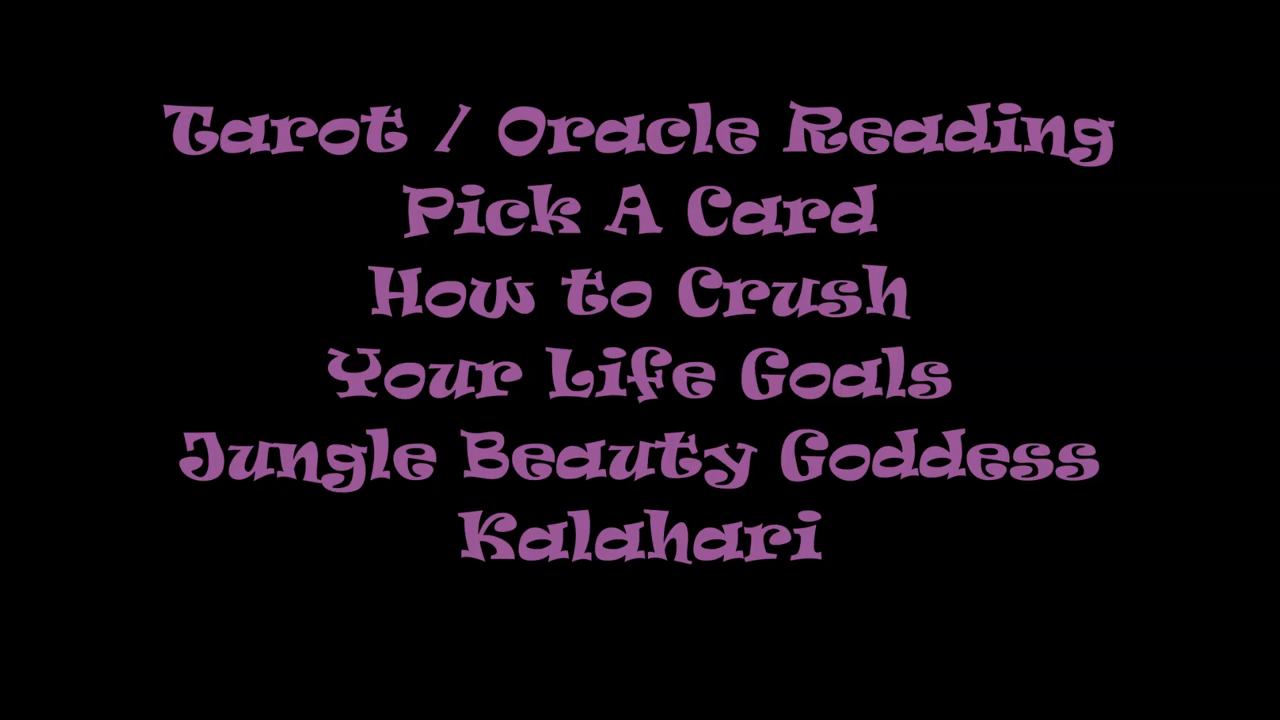 Tarot / Oracle Reading
Pick A Card
How to Crush
Your Life Goals
Jungle Beauty Goddess
Kalahari